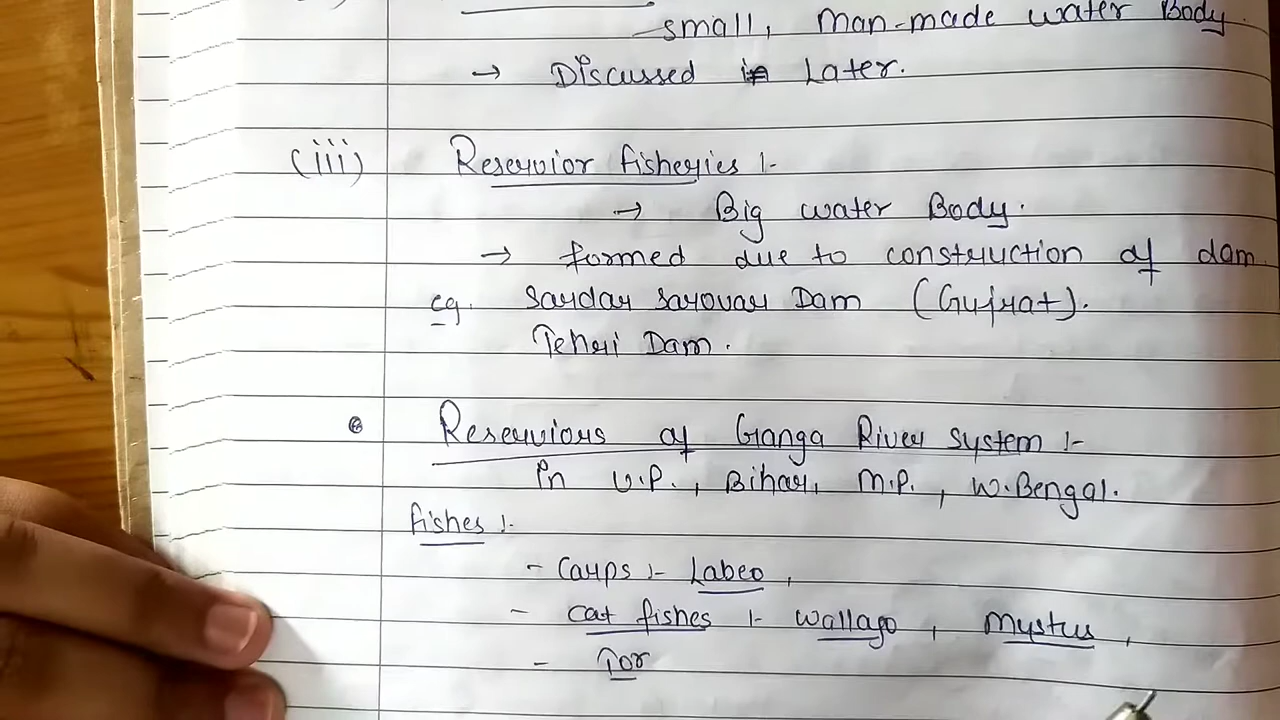 small, Man-made water Body.
→ Discussed in Later.
(iii) Reservior fisheries :-
→ Big water Body.
→ formed due to construction of dam
eg. Sardar Sarovar Dam (Gujrat).
Tehri Dam.
Reserviors of Ganga River System :-
in U.P., Bihar, M.P., W.Bengal.
fishes :-
- Carps :- Labeo,
- Cat fishes :- Wallago, Mystus,
- Tor